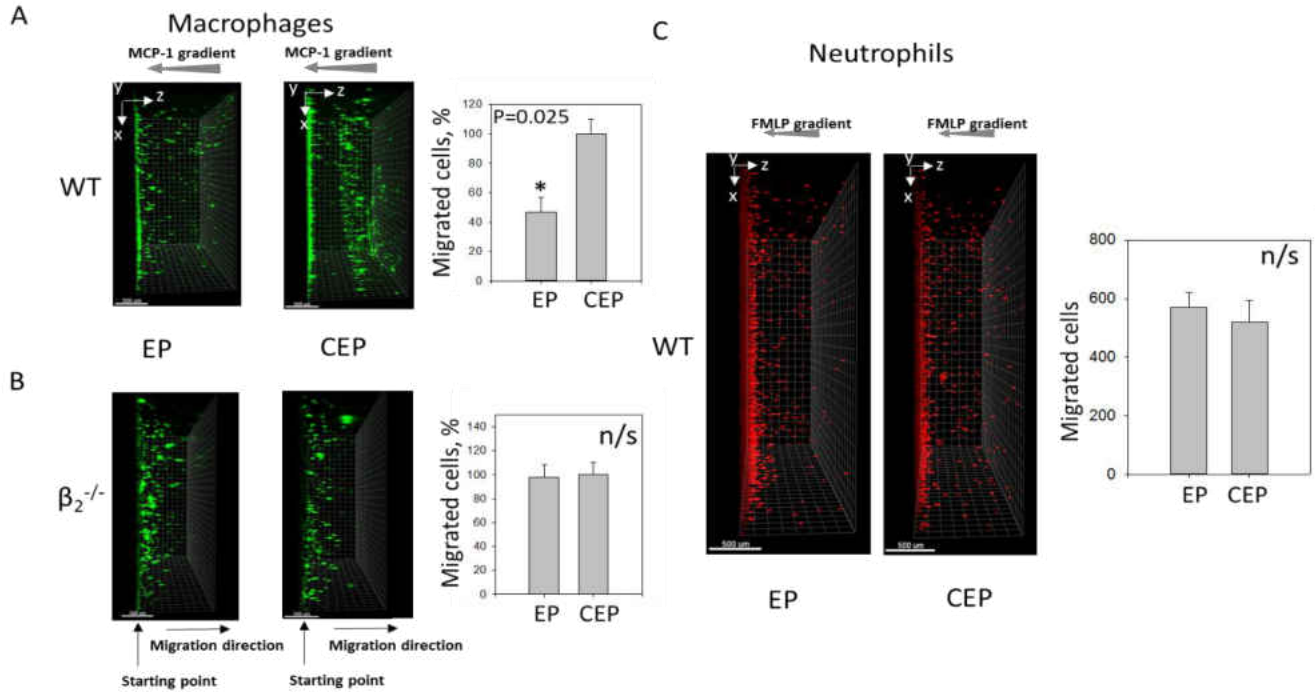 A
Macrophages
MCP-1 gradient
MCP-1 gradient
y
z
x
y
z
x
WT
P=0.025
*
Migrated cells, %
120
100
80
60
40
20
0
EP
CEP
EP
CEP
B
β2-/-
n/s
Migrated cells, %
140
120
100
80
60
40
20
0
EP
CEP
Migration direction
Migration direction
Starting point
Starting point
C
Neutrophils
FMLP gradient
FMLP gradient
y
z
x
y
z
x
WT
500 um
500 um
EP
CEP
n/s
Migrated cells
800
600
400
200
0
EP
CEP